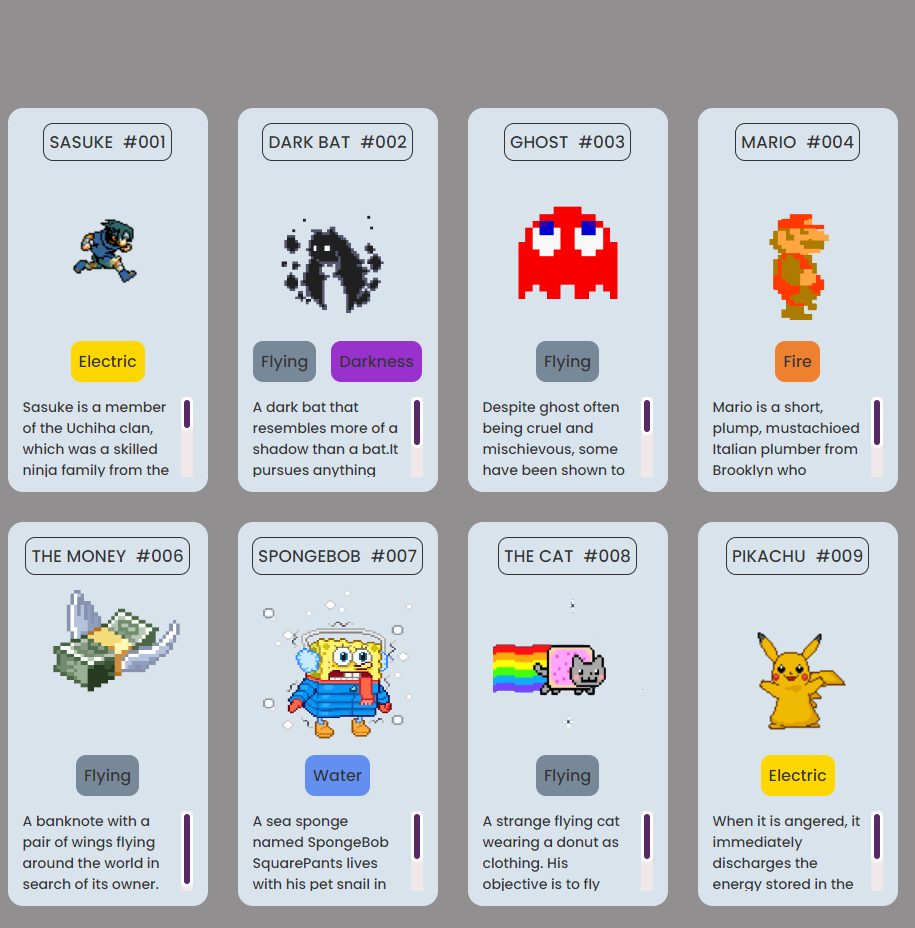 SASUKE #001
Electric
Sasuke is a member
of the Uchiha clan,
which was a skilled
ninja family from the
DARK BAT #002
Flying Darkness
A dark bat that
resembles more of a
shadow than a bat.It
pursues anything
GHOST #003
Flying
Despite ghost often
being cruel and
mischievous, some
have been shown to
MARIO #004
Fire
Mario is a short,
plump, mustachioed
Italian plumber from
Brooklyn who
THE MONEY #006
Flying
A banknote with a
pair of wings flying
around the world in
search of its owner.
SPONGEBOB #007
Water
A sea sponge
named SpongeBob
SquarePants lives
with his pet snail in
THE CAT #008
Flying
A strange flying cat
wearing a donut as
clothing. His
objective is to fly
PIKACHU #009
Electric
When it is angered, it
immediately
discharges the
energy stored in the